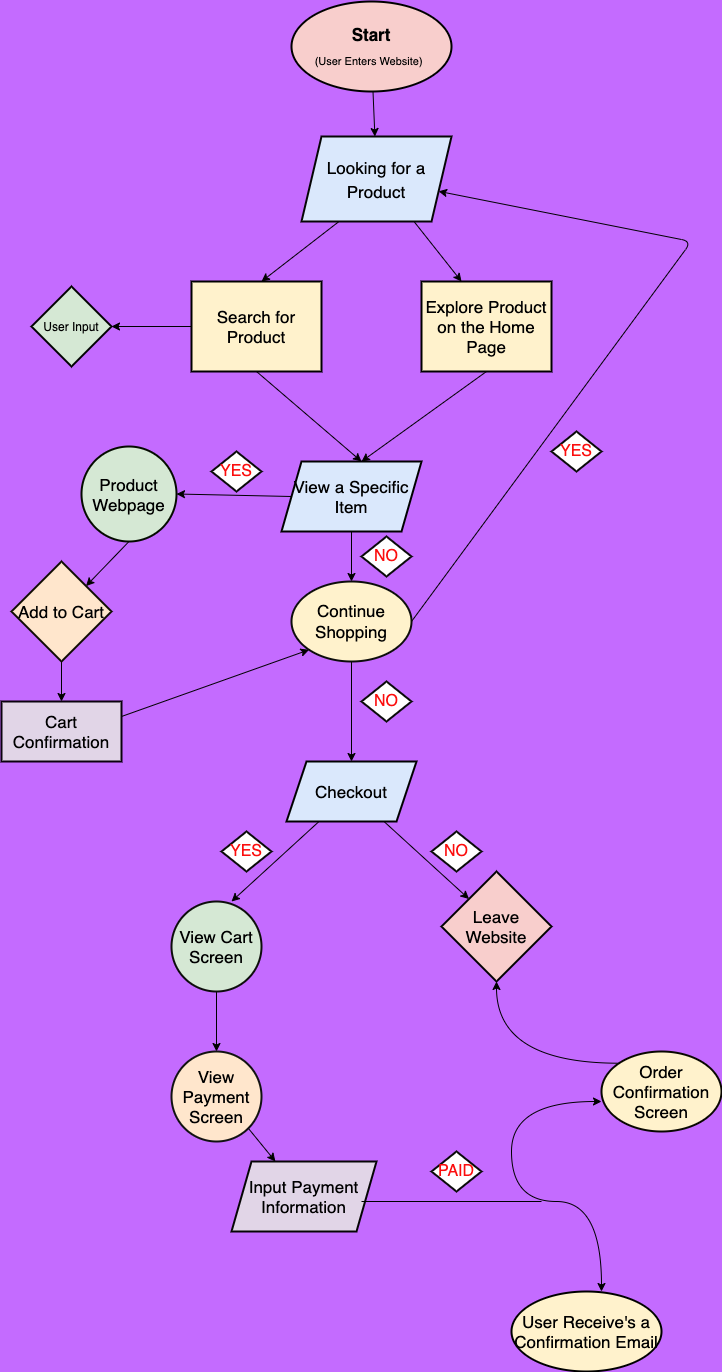 Start
(User Enters Website)
Looking for a
Product
Search for
Product
Explore Product
on the Home
Page
User Input
YES
YES
Product
Webpage
View a Specific
Item
NO
Add to Cart
Continue
Shopping
NO
Cart
Confirmation
Checkout
YES
NO
Leave
Website
View Cart
Screen
View
Payment
Screen
Order
Confirmation
Screen
PAID
Input Payment
Information
User Receive's a
Confirmation Email